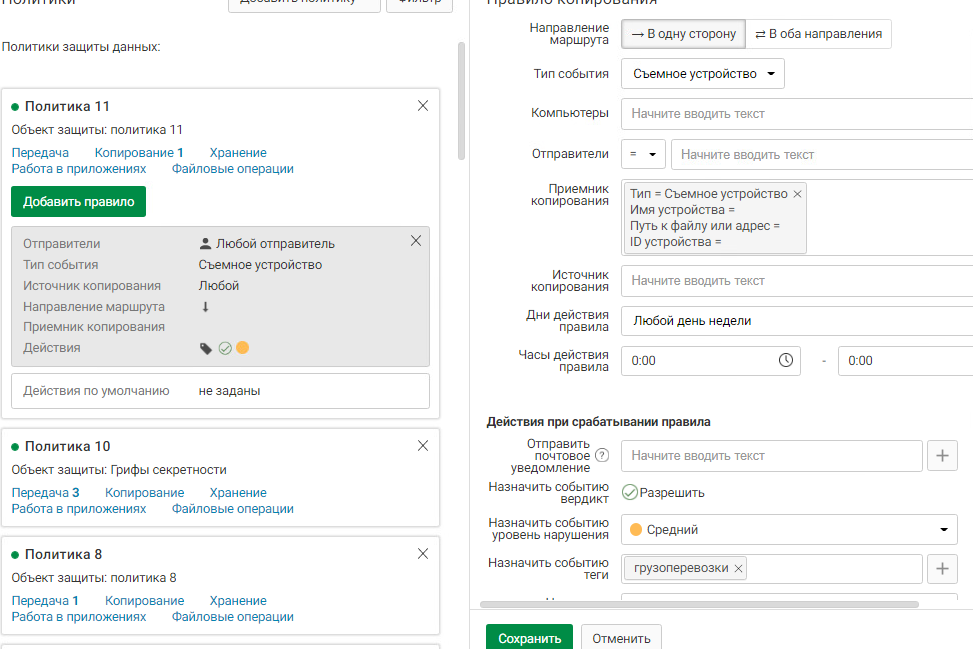 Политики
Добавить политику
Фильтр
Политики защиты данных:
Политика 11
Объект защиты: политика 11
Передача Копирование 1 Хранение
Работа в приложениях Файловые операции
Добавить правило
Отправители Любой отправитель
Тип события Съемное устройство
Источник копирования Любой
Направление маршрута
Приемник копирования
Действия
Действия по умолчанию не заданы
Политика 10
Объект защиты: Грифы секретности
Передача 3 Копирование Хранение
Работа в приложениях Файловые операции
Политика 8
Объект защиты: политика 8
Передача 1 Копирование Хранение
Работа в приложениях Файловые операции
Правило копирования
Направление
маршрута
→ В одну сторону ⇄ В оба направления
Тип события Съемное устройство
Компьютеры Начните вводить текст
Отправители = Начните вводить текст
Приемник
копирования
Тип = Съемное устройство ×
Имя устройства =
Путь к файлу или адрес =
ID устройства =
Источник
копирования
Начните вводить текст
Дни действия
правила
Любой день недели
Часы действия
правила
0:00 - 0:00
Действия при срабатывании правила
Отправить
почтовое
уведомление
?
Начните вводить текст +
Назначить событию
вердикт
Разрешить
Назначить событию
уровень нарушения
Средний
Назначить событию
теги
грузоперевозки × +
Сохранить Отменить